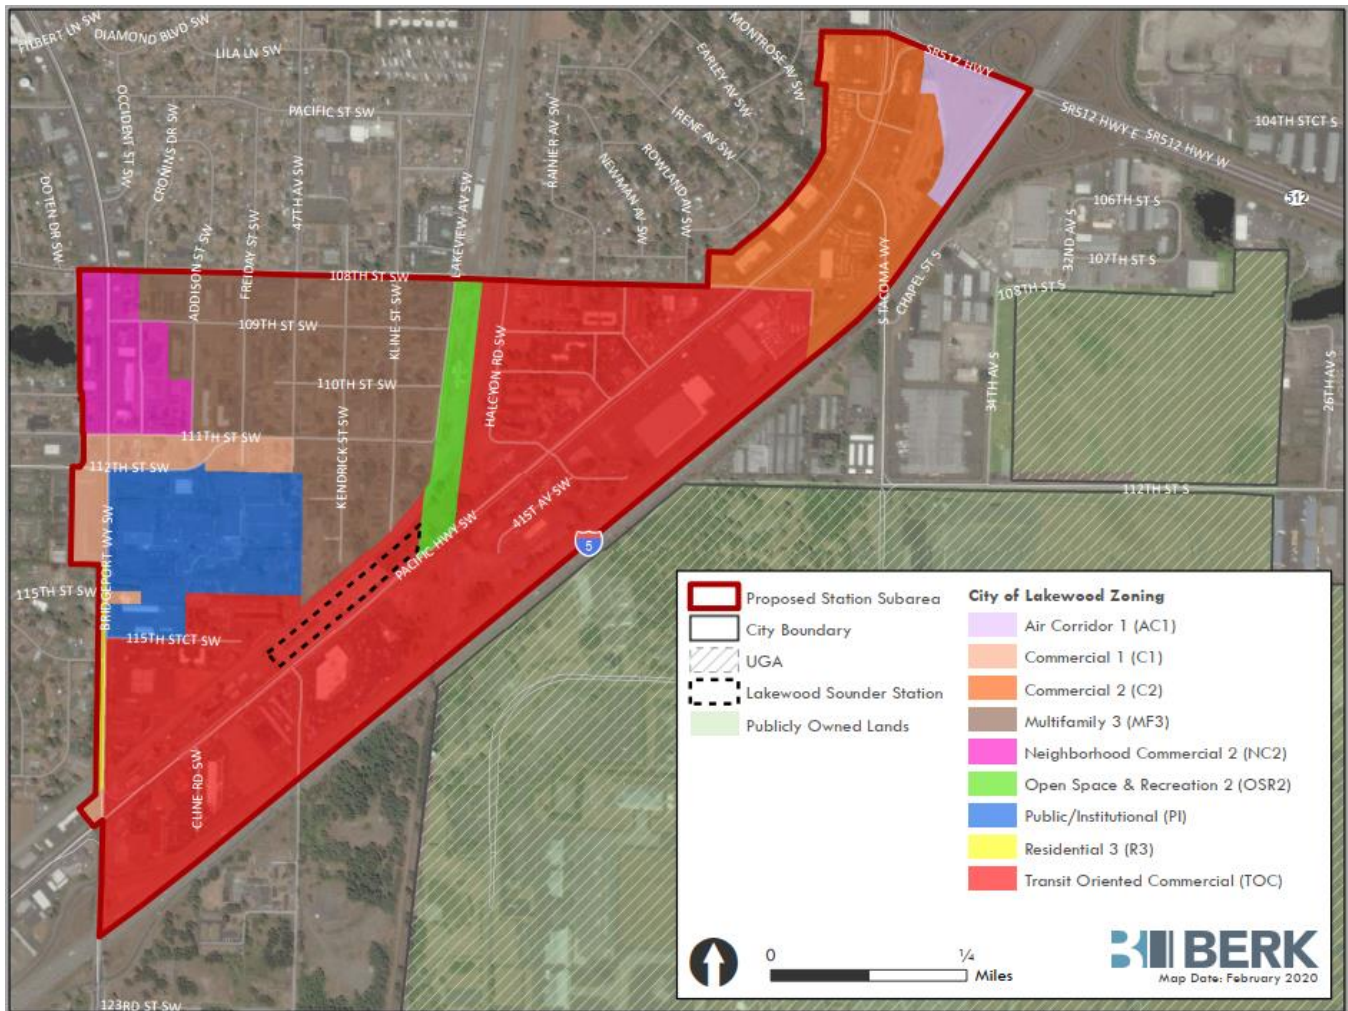 FILBERT LN SW
DIAMOND BLVD SW
LILA LN SW
MONTROSE AV SW
EARLEY AV SW
SR512 HWY
OCCIDENT ST SW
CRONINS DR SW
PACIFIC ST SW
RAINIER AV SW
IRENE AV SW
SR512 HWY E
SR512 HWY W
104TH STCT S
DOTEN DR SW
47TH AV SW
LAKEVIEW AV SW
NEWMAN AV SW
ROWLAND AV SW
106TH ST S
512
ADDISON ST SW
FREIDAY ST SW
108TH ST SW
S TACOMA WY
CHAPEL ST S
32ND AV S
107TH ST S
108TH ST S
109TH ST SW
KLINE ST SW
HALCYON RD SW
110TH ST SW
34TH AV S
26TH AV S
111TH ST SW
KENDRICK ST SW
112TH ST SW
112TH ST S
BRIDGEPORT WY SW
PACIFIC HWY SW
41ST AV SW
5
115TH ST SW
115TH STCT SW
CLINE RD SW
123RD ST SW
Proposed Station Subarea
City Boundary
UGA
Lakewood Sounder Station
Publicly Owned Lands
City of Lakewood Zoning
Air Corridor 1 (AC1)
Commercial 1 (C1)
Commercial 2 (C2)
Multifamily 3 (MF3)
Neighborhood Commercial 2 (NC2)
Open Space & Recreation 2 (OSR2)
Public/Institutional (PI)
Residential 3 (R3)
Transit Oriented Commercial (TOC)
0
¼
Miles
BERK
Map Date: February 2020